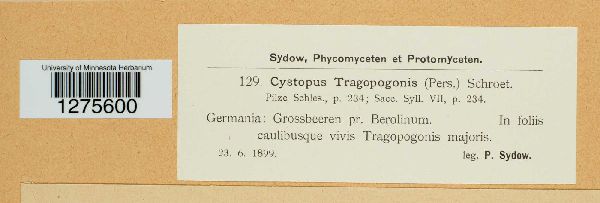 University of Minnesota Herbarium
1275600
Sydow, Phycomyceten et Protomyceten.
129 Cystopus Tragopogonis (Pers.) Schroet.
Pilze Schles., p. 234; Sacc. Syll. VII, p. 234.
Germania: Grossbeeren pr. Berolinum. In foliis
caulibusque vivis Tragopogonis majoris.
23. 6. 1899. leg. P. Sydow.